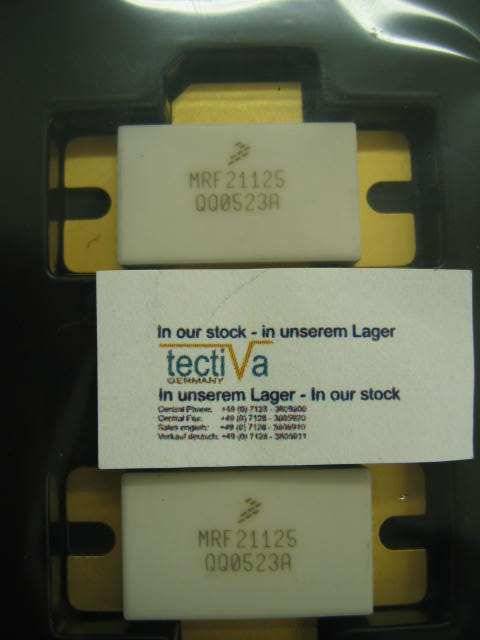 MRF21125
QQ0523A
In our stock - in unserem Lager
tectiVa
GERMANY
In unserem Lager - In our stock
Central Phone:
Central Fax:
Sales english:
Verkauf deutsch:
MRF21125
QQ0523A